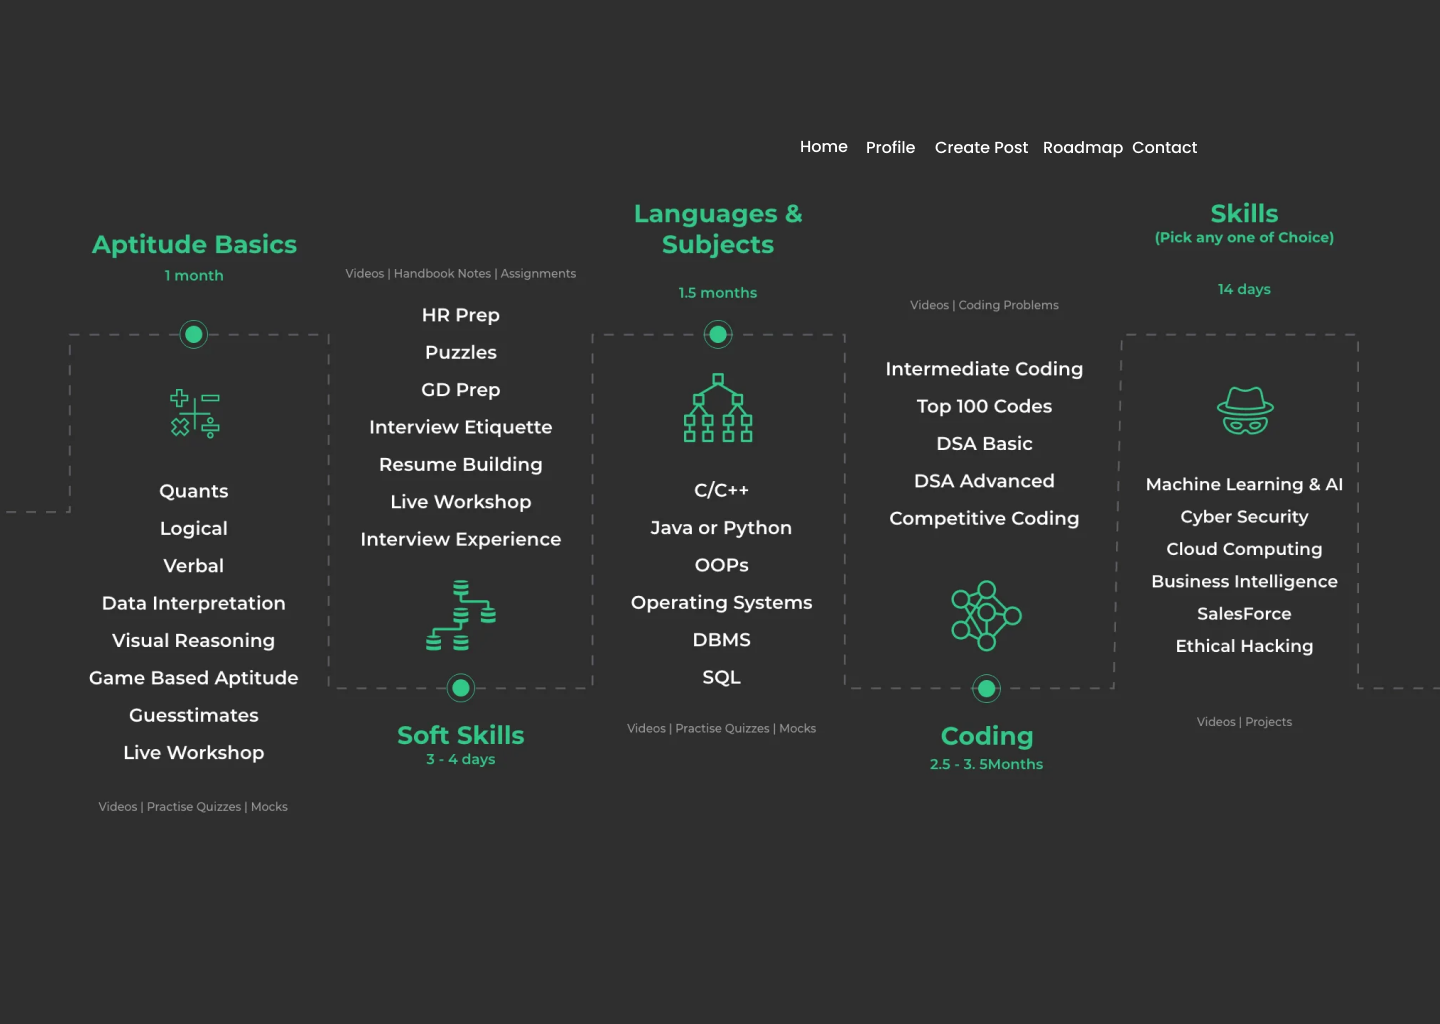 Home Profile Create Post Roadmap Contact
Aptitude Basics
1 month
Quants
Logical
Verbal
Data Interpretation
Visual Reasoning
Game Based Aptitude
Guesstimates
Live Workshop
Videos | Practise Quizzes | Mocks
Videos | Handbook Notes | Assignments
HR Prep
Puzzles
GD Prep
Interview Etiquette
Resume Building
Live Workshop
Interview Experience
Soft Skills
3 - 4 days
Languages &
Subjects
1.5 months
C/C++
Java or Python
OOPs
Operating Systems
DBMS
SQL
Videos | Practise Quizzes | Mocks
Videos | Coding Problems
Intermediate Coding
Top 100 Codes
DSA Basic
DSA Advanced
Competitive Coding
Coding
2.5 - 3. 5Months
Skills
(Pick any one of Choice)
14 days
Machine Learning & AI
Cyber Security
Cloud Computing
Business Intelligence
SalesForce
Ethical Hacking
Videos | Projects